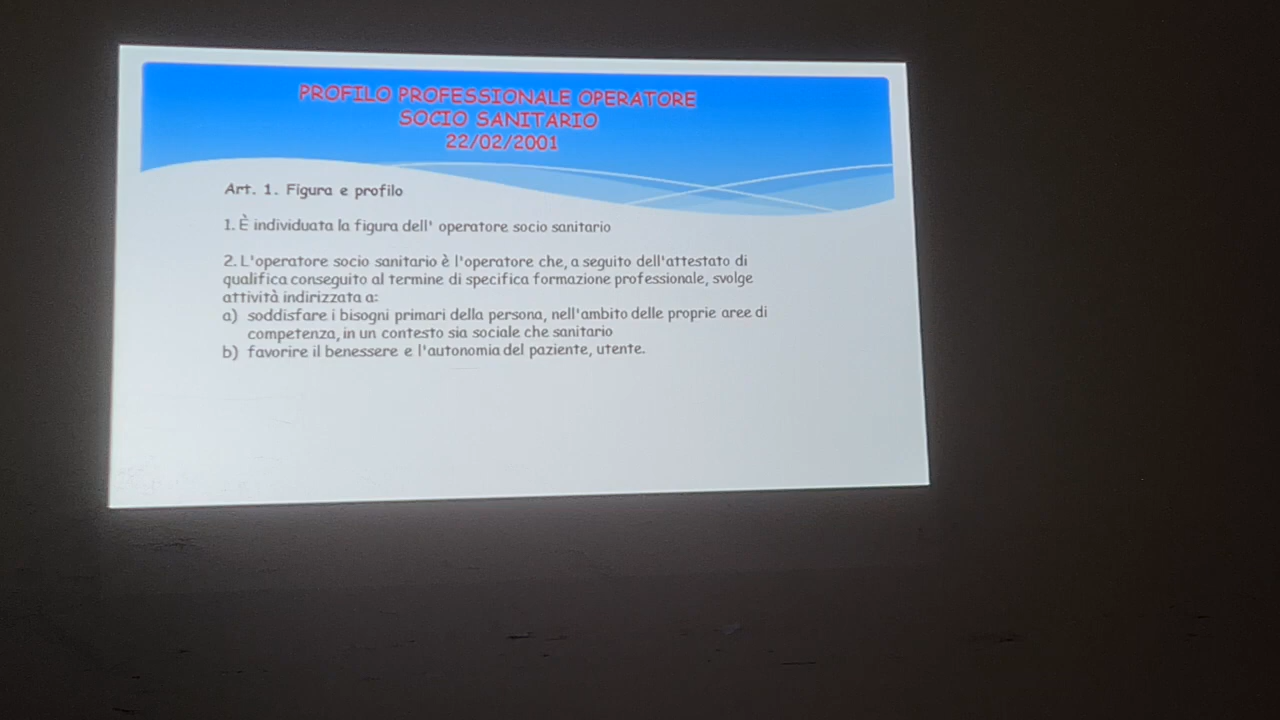 PROFILO PROFESSIONALE OPERATORE
SOCIO SANITARIO
22/02/2001
Art. 1. Figura e profilo
1. È individuata la figura dell' operatore socio sanitario
2. L'operatore socio sanitario è l'operatore che, a seguito dell'attestato di
qualifica conseguito al termine di specifica formazione professionale, svolge
attività indirizzata a:
a) soddisfare i bisogni primari della persona, nell'ambito delle proprie aree di
competenza, in un contesto sia sociale che sanitario
b) favorire il benessere e l'autonomia del paziente, utente.